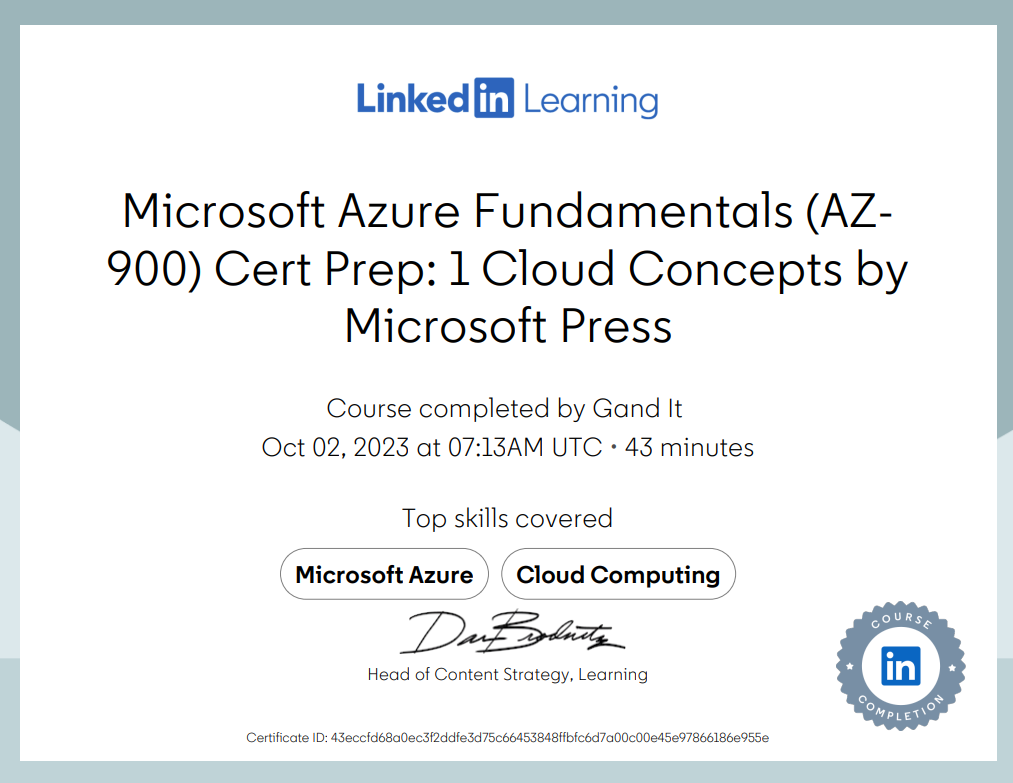 Linked in Learning
Microsoft Azure Fundamentals (AZ-
900) Cert Prep: 1 Cloud Concepts by
Microsoft Press
Course completed by Gand It
Oct 02, 2023 at 07:13AM UTC • 43 minutes
Top skills covered
Microsoft Azure Cloud Computing
Head of Content Strategy, Learning
COURSE
in
COMPLETION
Certificate ID: 43eccfd68a0ec3f2ddfe3d75c66453848ffbfc6d7a00c00e45e97866186e955e